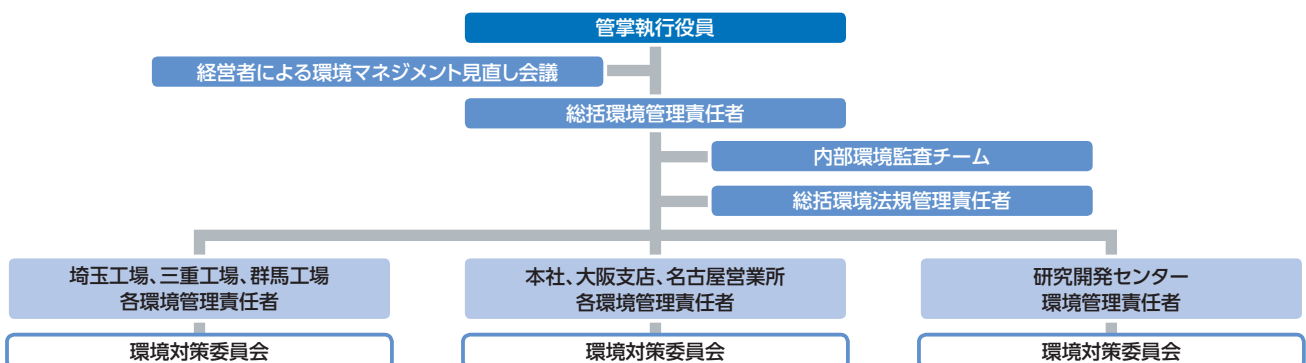 管掌執行役員
経営者による環境マネジメント見直し会議
総括環境管理責任者
内部環境監査チーム
総括環境法規管理責任者
埼玉工場、三重工場、群馬工場
各環境管理責任者
本社、大阪支店、名古屋営業所
各環境管理責任者
研究開発センター
環境管理責任者
環境対策委員会
環境対策委員会
環境対策委員会